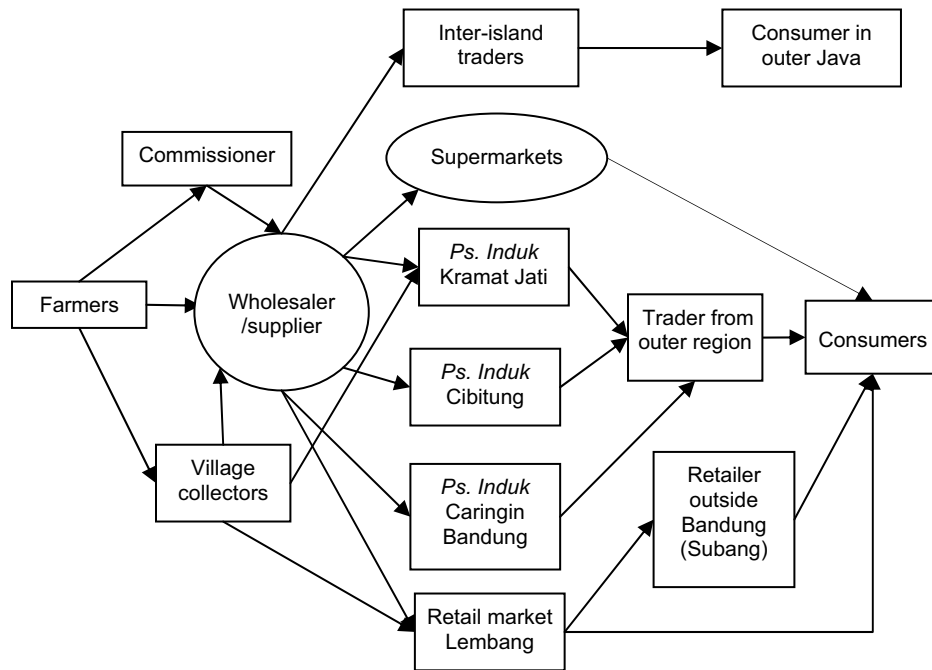 Inter-island
traders
Consumer in
outer Java
Commissioner
Supermarkets
Ps. Induk
Kramat Jati
Farmers
Wholesaler
/supplier
Trader from
outer region
Consumers
Ps. Induk
Cibitung
Village
collectors
Ps. Induk
Caringin
Bandung
Retailer
outside
Bandung
(Subang)
Retail market
Lembang